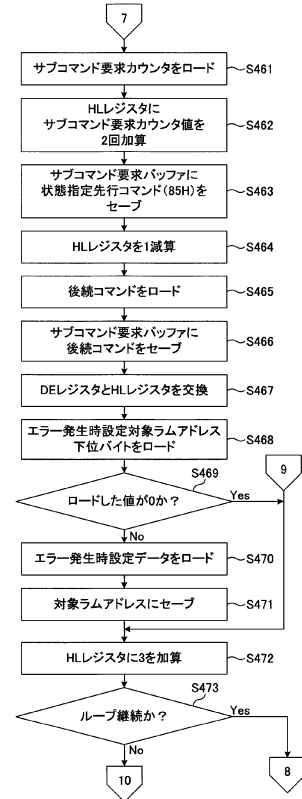 7
サブコマンド要求カウンタをロード
S461
HLレジスタに
サブコマンド要求カウンタ値を
2回加算
S462
サブコマンド要求バッファに
状態指定先行コマンド(85H)を
セーブ
S463
HLレジスタを1減算
S464
後続コマンドをロード
S465
サブコマンド要求バッファに
後続コマンドをセーブ
S466
DEレジスタとHLレジスタを交換
S467
エラー発生時設定対象ラムアドレス
下位バイトをロード
S468
9
S469
ロードした値が0か?
Yes
No
エラー発生時設定データをロード
S470
対象ラムアドレスにセーブ
S471
HLレジスタに3を加算
S472
S473
ループ継続か?
Yes
No
10
8